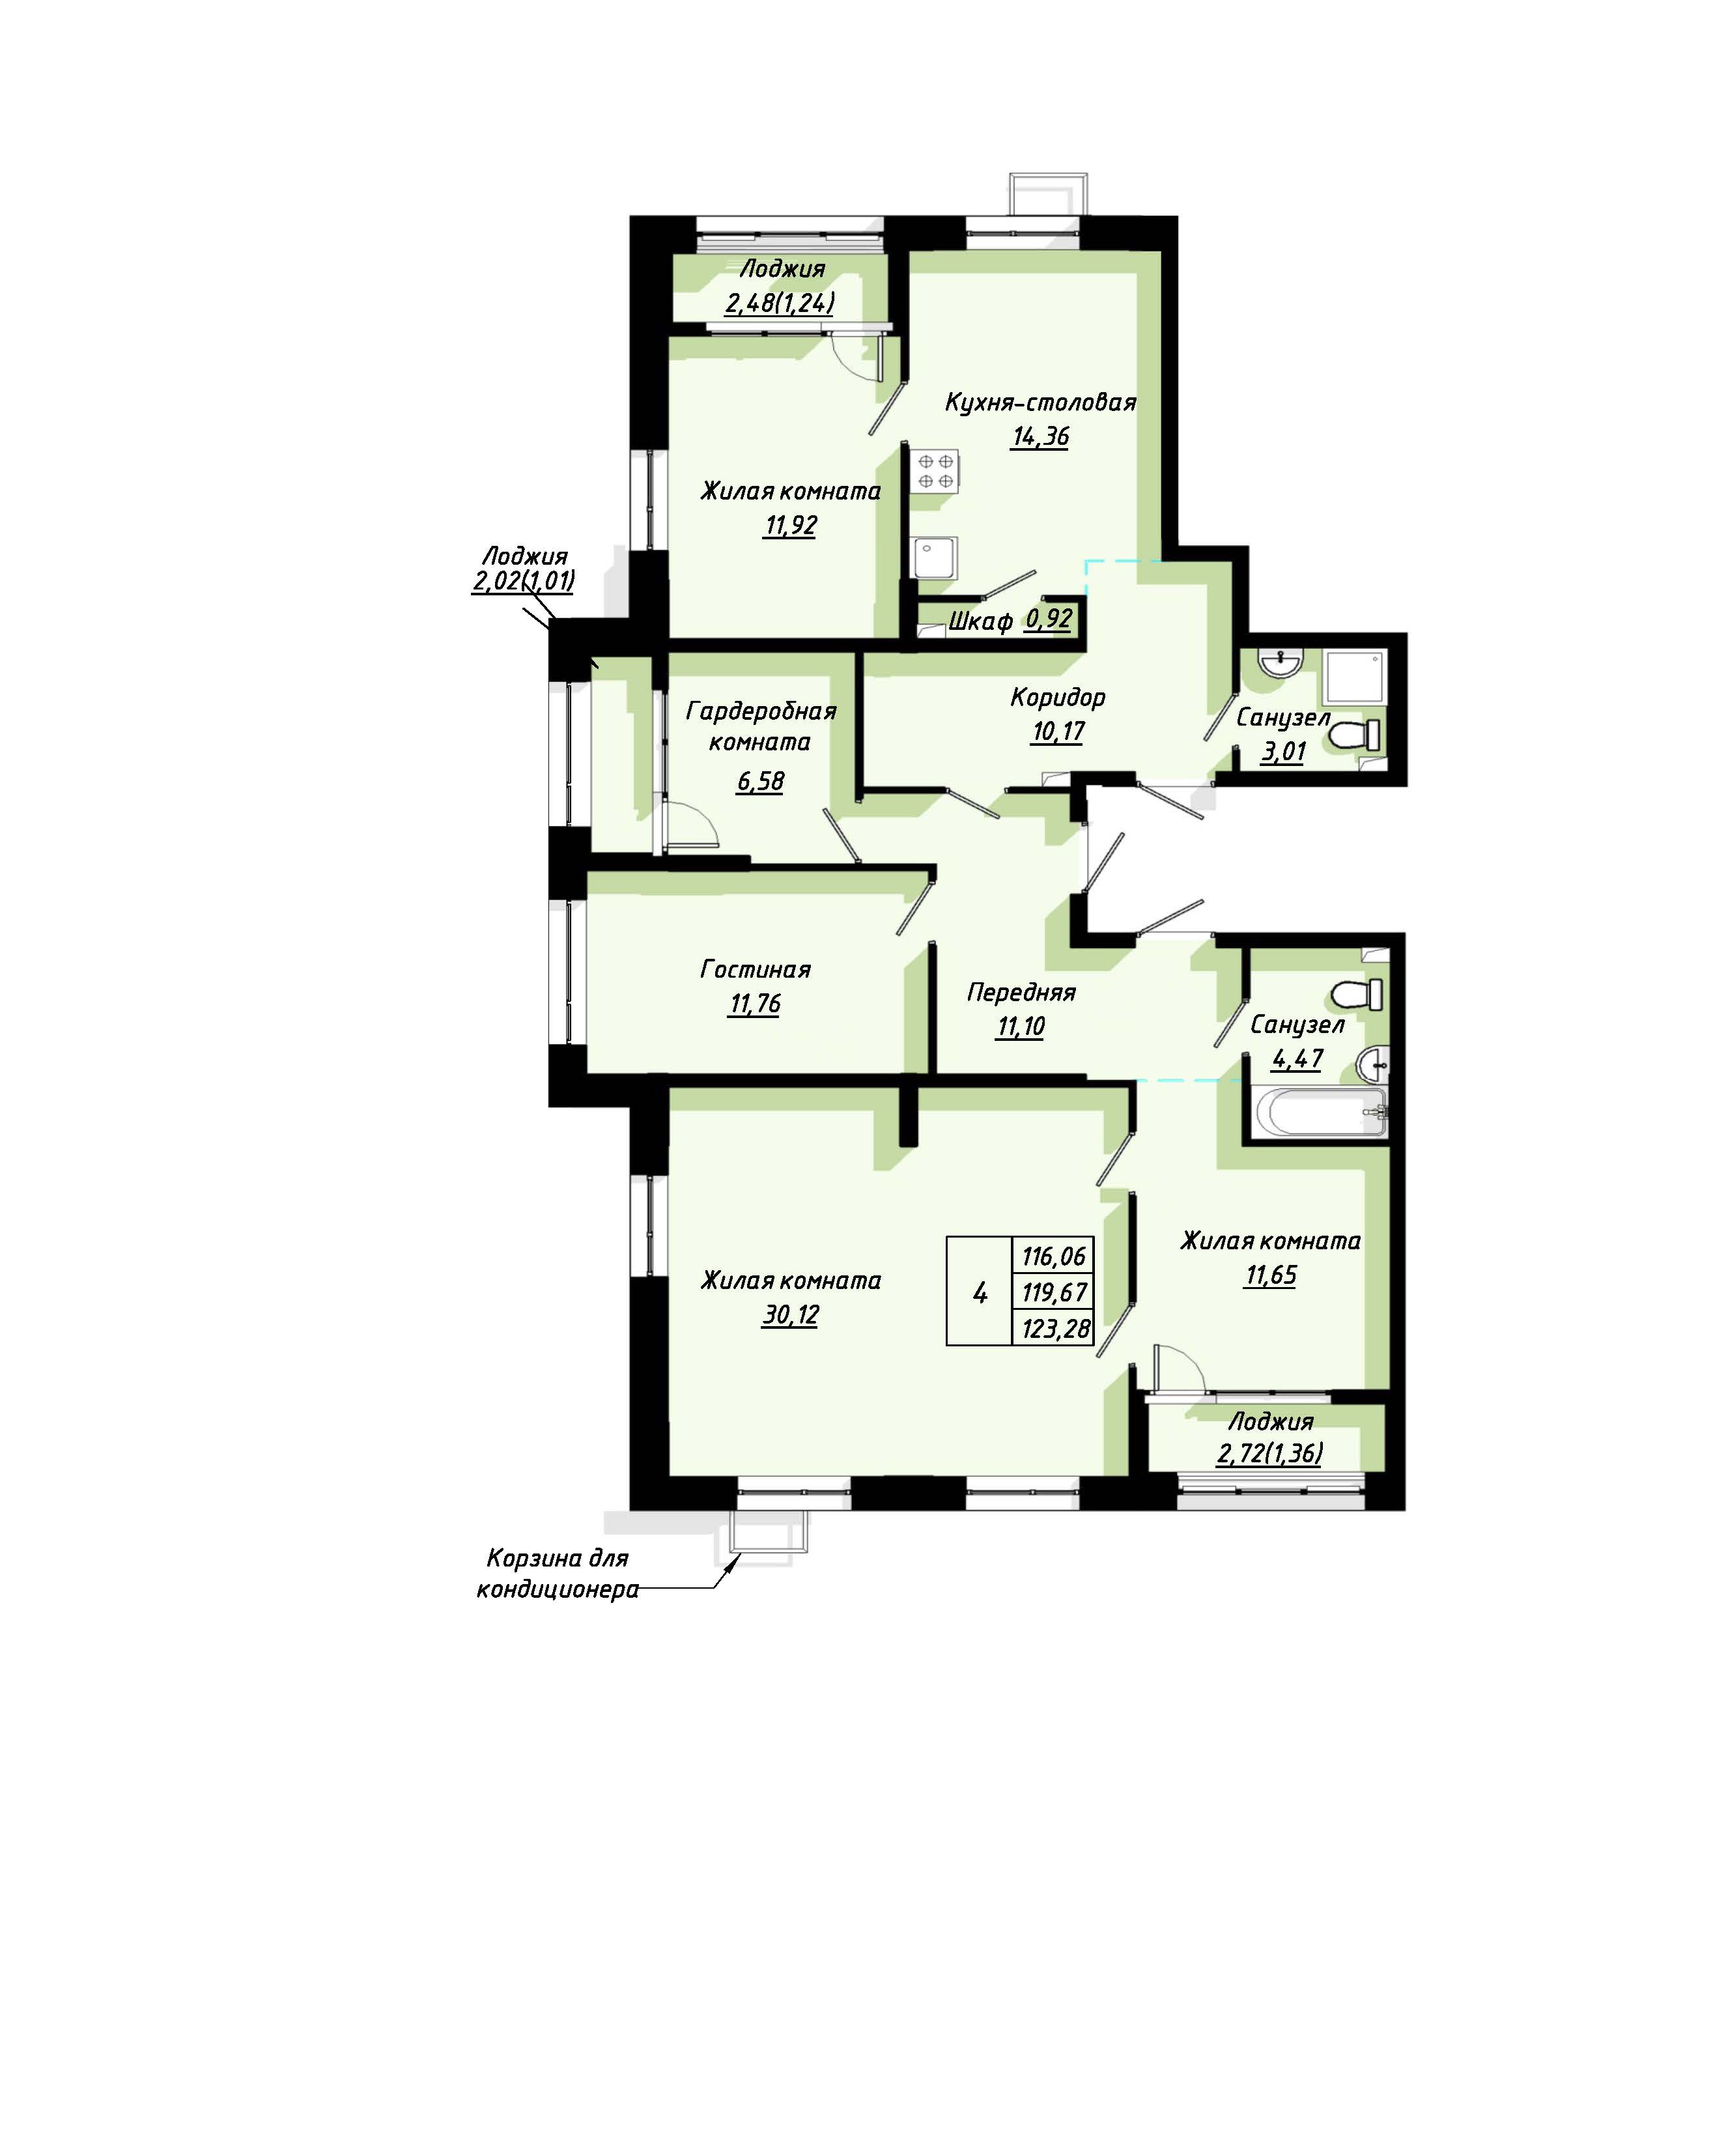 Лоджия
2,48(1,24)
Кухня-столовая
14,36
Жилая комната
11,92
Лоджия
2,02(1,01)
Шкаф 0,92
Коридор
10,17
Гардеробная
комната
6,58
Санузел
3,01
Гостиная
11,76
Передняя
11,10
Санузел
4,47
Жилая комната
30,12
4
116,06
119,67
123,28
Жилая комната
11,65
Лоджия
2,72(1,36)
Корзина для
кондиционера